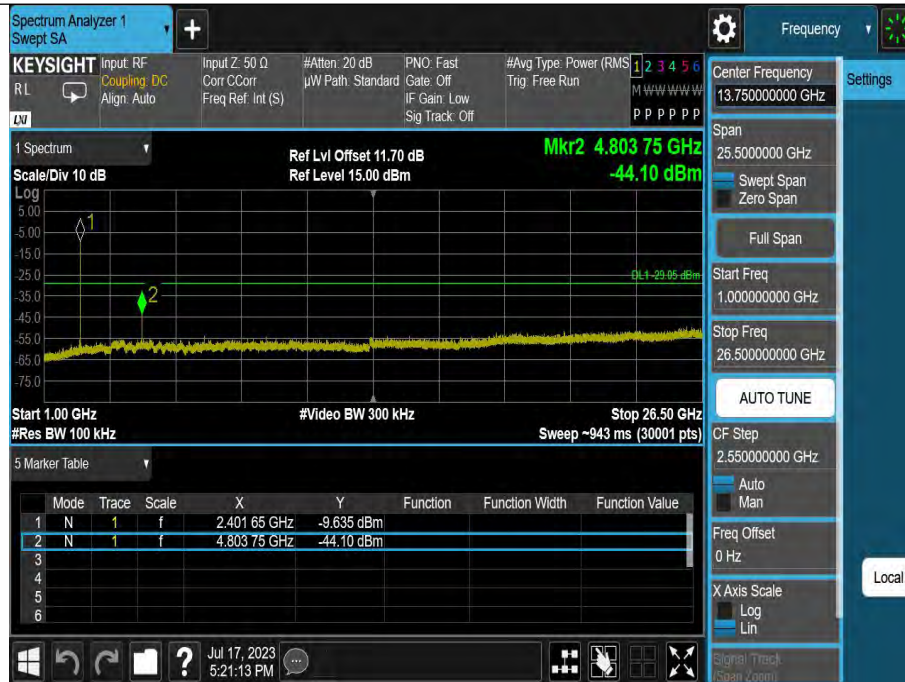 Spectrum Analyzer 1
Swept SA
Frequency
KEYSIGHT
RL
LXI
Input: RF
Coupling: DC
Align: Auto
Input Z: 50 Ω
Corr CCorr
Freq Ref: Int (S)
#Atten: 20 dB
µW Path: Standard
PNO: Fast
Gate: Off
IF Gain: Low
Sig Track: Off
#Avg Type: Power (RMS
Trig: Free Run
1 2 3 4 5 6
M W W W W W
P P P P P P
1 Spectrum
Scale/Div 10 dB
Ref Lvl Offset 11.70 dB
Ref Level 15.00 dBm
Mkr2 4.803 75 GHz
-44.10 dBm
Log
5.00
-5.00
-15.0
-25.0
-35.0
-45.0
-55.0
-65.0
-75.0
1
2
DL1 -29.05 dBm
Start 1.00 GHz
#Video BW 300 kHz
Stop 26.50 GHz
#Res BW 100 kHz
Sweep ~943 ms (30001 pts)
5 Marker Table
Mode Trace Scale X Y Function Function Width Function Value
1 N 1 f 2.401 65 GHz -9.635 dBm
2 N 1 f 4.803 75 GHz -44.10 dBm
3
4
5
6
Jul 17, 2023
5:21:13 PM
Center Frequency
13.750000000 GHz
Settings
Span
25.5000000 GHz
Swept Span
Zero Span
Full Span
Start Freq
1.000000000 GHz
Stop Freq
26.500000000 GHz
AUTO TUNE
CF Step
2.550000000 GHz
Auto
Man
Freq Offset
0 Hz
Local
X Axis Scale
Log
Lin
Signal Track
(Span Zoom)